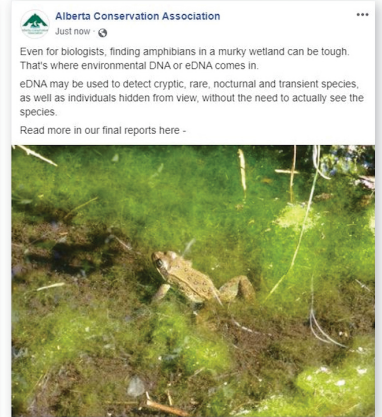 Alberta Conservation Association
Just now ·
Even for biologists, finding amphibians in a murky wetland can be tough.
That's where environmental DNA or eDNA comes in.
eDNA may be used to detect cryptic, rare, nocturnal and transient species,
as well as individuals hidden from view, without the need to actually see the
species.
Read more in our final reports here -